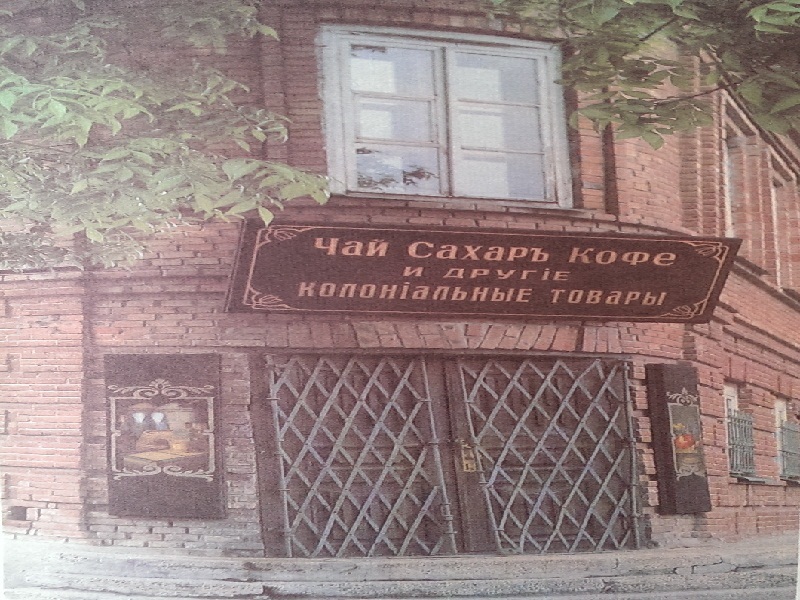 Чай Сахаръ Кофе
и другіе
колоніальные товары